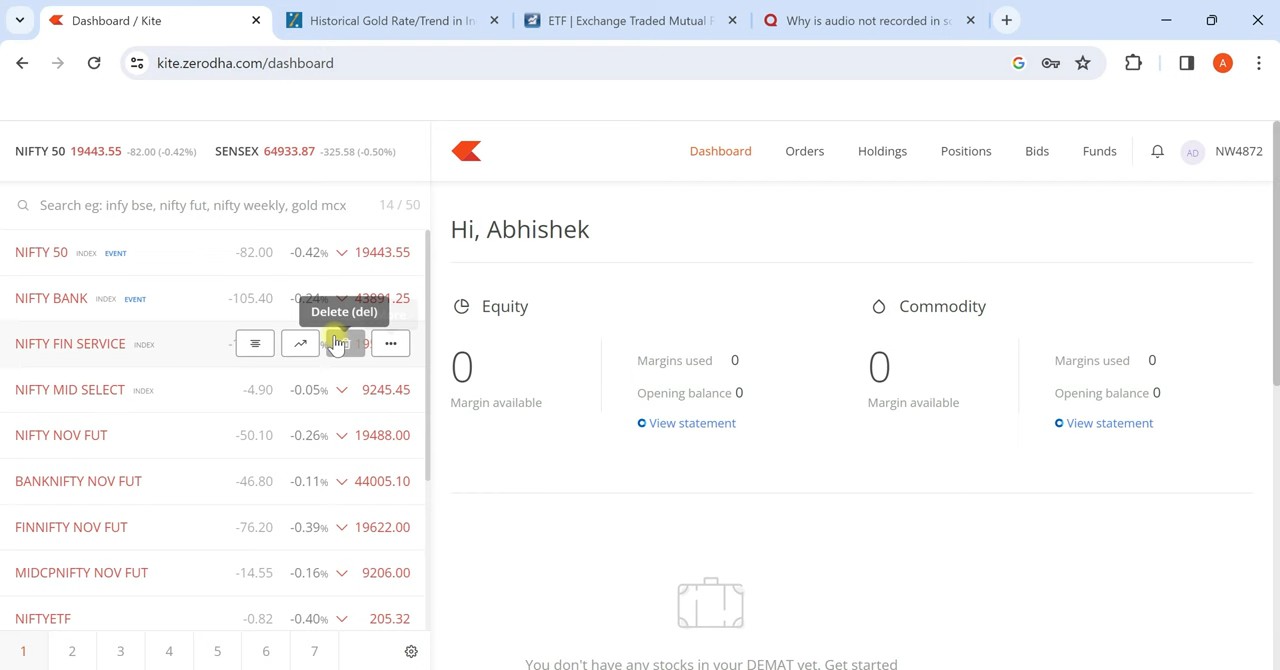 Dashboard / Kite
Historical Gold Rate/Trend in In
ETF | Exchange Traded Mutual F
Why is audio not recorded in sc
kite.zerodha.com/dashboard
A
NIFTY 50 19443.55 -82.00 (-0.42%) SENSEX 64933.87 -325.58 (-0.50%)
Dashboard Orders Holdings Positions Bids Funds AD NW4872
Search eg: infy bse, nifty fut, nifty weekly, gold mcx 14 / 50
Hi, Abhishek
NIFTY 50 INDEX EVENT -82.00 -0.42% 19443.55
NIFTY BANK INDEX EVENT -105.40 -0.24% 43891.25
Delete (del)
NIFTY FIN SERVICE INDEX
NIFTY MID SELECT INDEX -4.90 -0.05% 9245.45
NIFTY NOV FUT -50.10 -0.26% 19488.00
BANKNIFTY NOV FUT -46.80 -0.11% 44005.10
FINNIFTY NOV FUT -76.20 -0.39% 19622.00
MIDCPNIFTY NOV FUT -14.55 -0.16% 9206.00
NIFTYETF -0.82 -0.40% 205.32
1 2 3 4 5 6 7
Equity
0
Margin available
Margins used 0
Opening balance 0
View statement
Commodity
0
Margin available
Margins used 0
Opening balance 0
View statement
You don't have any stocks in your DEMAT yet. Get started